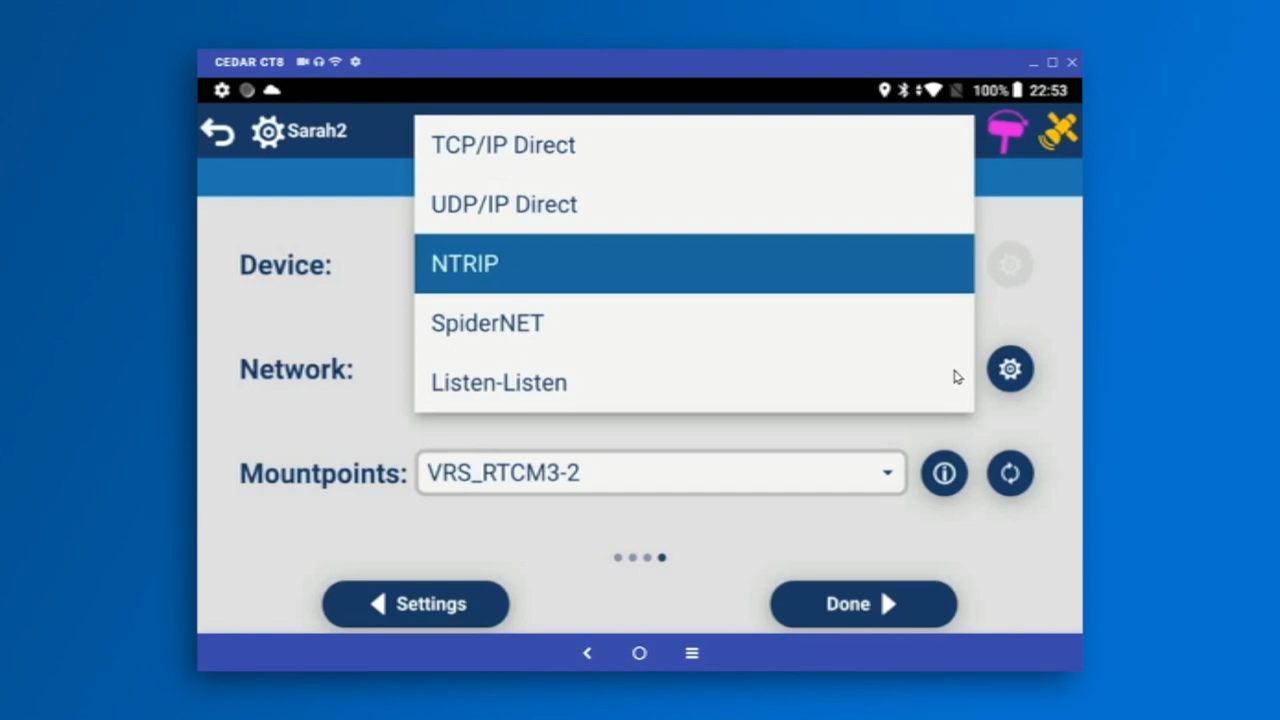 CEDAR CT8
100% 22:53
Sarah2
TCP/IP Direct
UDP/IP Direct
Device:
NTRIP
SpiderNET
Network:
Listen-Listen
Mountpoints: VRS_RTCM3-2
Settings
Done